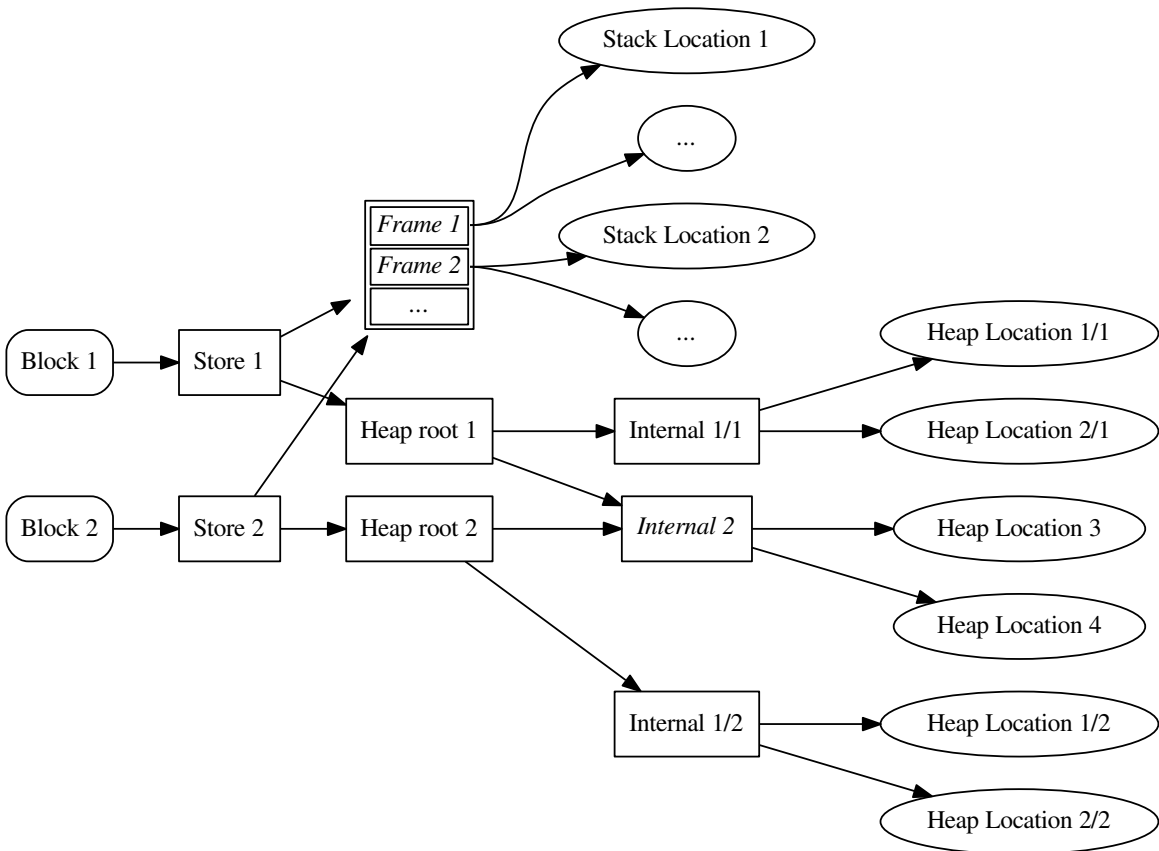 Stack Location 1
...
Frame 1
Frame 2
...
Stack Location 2
...
Block 1
Store 1
Heap root 1
Internal 1/1
Heap Location 1/1
Heap Location 2/1
Block 2
Store 2
Heap root 2
Internal 2
Heap Location 3
Heap Location 4
Internal 1/2
Heap Location 1/2
Heap Location 2/2